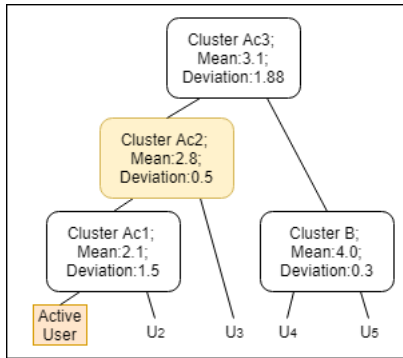 Cluster Ac3;
Mean:3.1;
Deviation:1.88
Cluster Ac2;
Mean:2.8;
Deviation:0.5
Cluster Ac1;
Mean:2.1;
Deviation:1.5
Cluster B;
Mean:4.0;
Deviation:0.3
Active
User
U2
U3
U4
U5